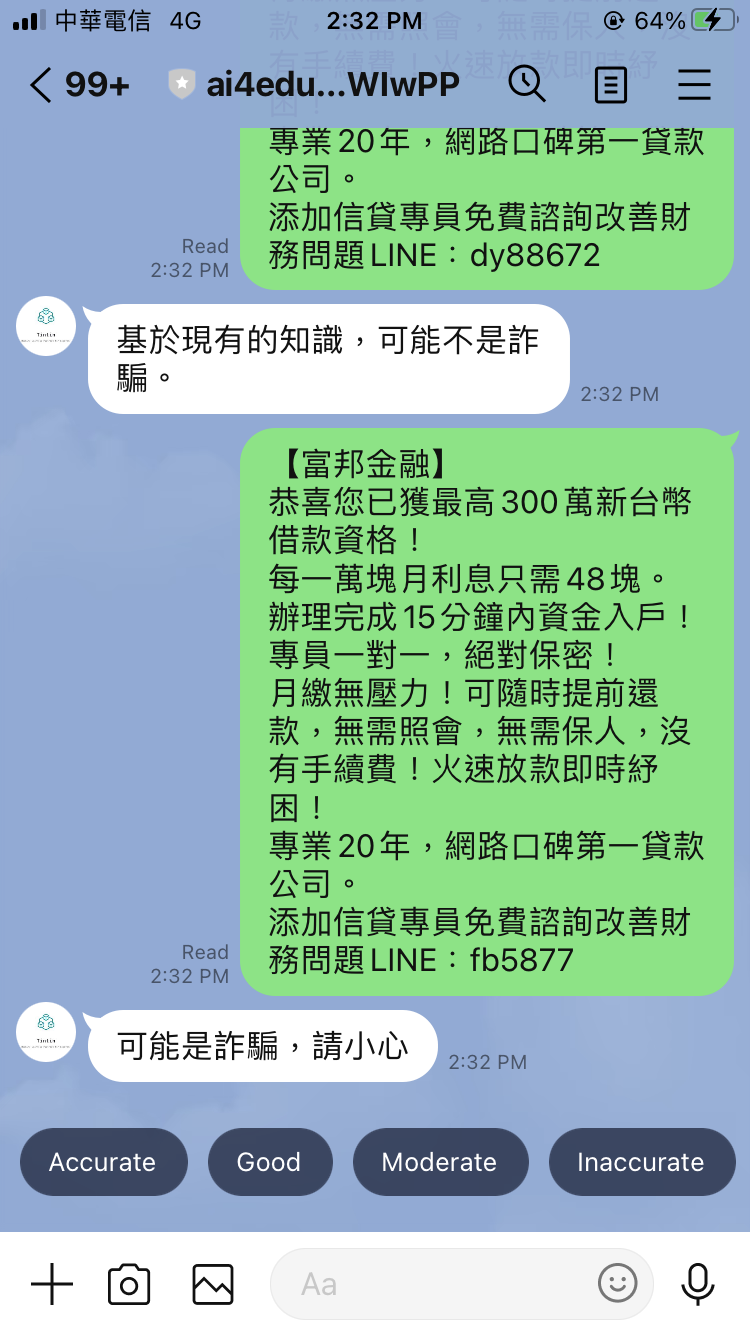 中華電信 4G 2:32 PM 64%
99+ ai4edu...WIwPP
專業20年，網路口碑第一貸款
公司。
添加信貸專員免費諮詢改善財
務問題LINE：dy88672
Read
2:32 PM
基於現有的知識，可能不是詐
騙。
2:32 PM
【富邦金融】
恭喜您已獲最高300萬新台幣
借款資格！
每一萬塊月利息只需48塊。
辦理完成15分鐘內資金入戶！
專員一對一，絕對保密！
月繳無壓力！可隨時提前還
款，無需照會，無需保人，沒
有手續費！火速放款即時紓
困！
專業20年，網路口碑第一貸款
公司。
添加信貸專員免費諮詢改善財
務問題LINE：fb5877
Read
2:32 PM
可能是詐騙，請小心
2:32 PM
Accurate Good Moderate Inaccurate
Aa